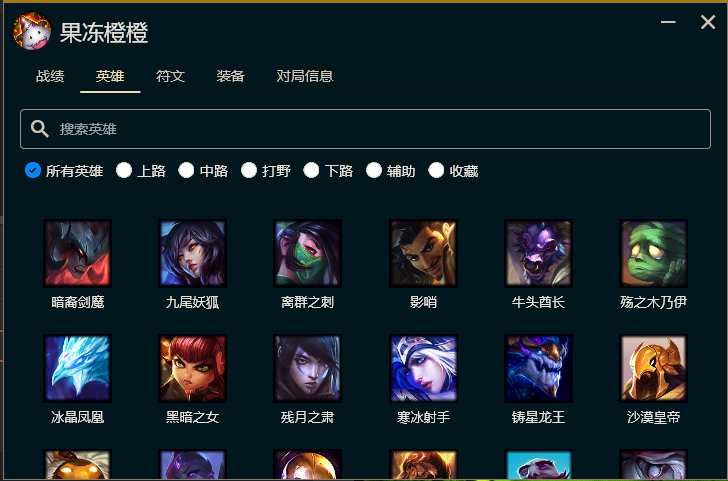 果冻橙橙
战绩 英雄 符文 装备 对局信息
搜索英雄
所有英雄 上路 中路 打野 下路 辅助 收藏
暗裔剑魔 九尾妖狐 离群之刺 影哨 牛头酋长 殇之木乃伊
冰晶凤凰 黑暗之女 残月之肃 寒冰射手 铸星龙王 沙漠皇帝